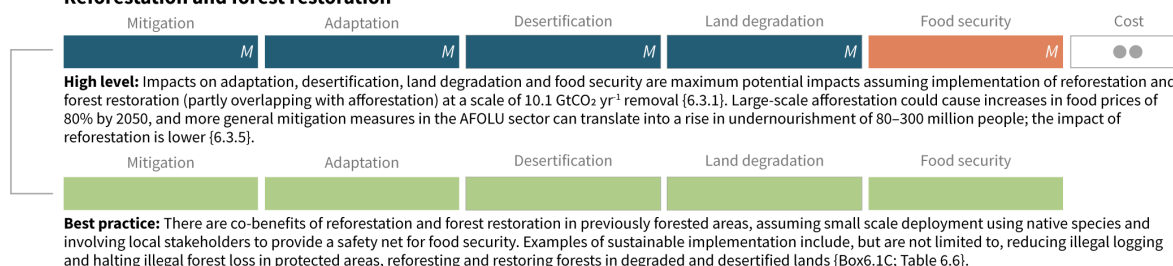 Reforestation and forest restoration
Mitigation Adaptation Desertification Land degradation Food security Cost
M M M M M
High level: Impacts on adaptation, desertification, land degradation and food security are maximum potential impacts assuming implementation of reforestation and
forest restoration (partly overlapping with afforestation) at a scale of 10.1 GtCO₂ yr⁻¹ removal {6.3.1}. Large-scale afforestation could cause increases in food prices of
80% by 2050, and more general mitigation measures in the AFOLU sector can translate into a rise in undernourishment of 80–300 million people; the impact of
reforestation is lower {6.3.5}.
Mitigation Adaptation Desertification Land degradation Food security
Best practice: There are co-benefits of reforestation and forest restoration in previously forested areas, assuming small scale deployment using native species and
involving local stakeholders to provide a safety net for food security. Examples of sustainable implementation include, but are not limited to, reducing illegal logging
and halting illegal forest loss in protected areas, reforesting and restoring forests in degraded and desertified lands {Box6.1C; Table 6.6}.